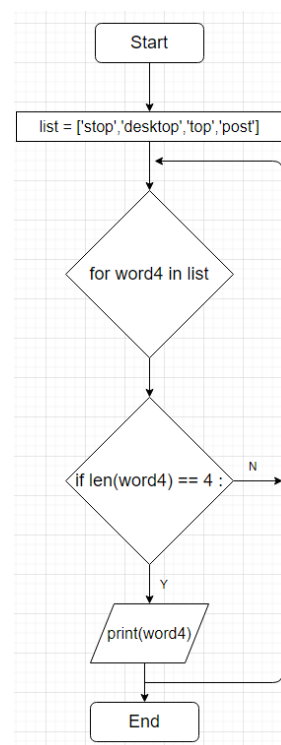 Start
list = ['stop','desktop','top','post']
for word4 in list
if len(word4) == 4 :
N
Y
print(word4)
End